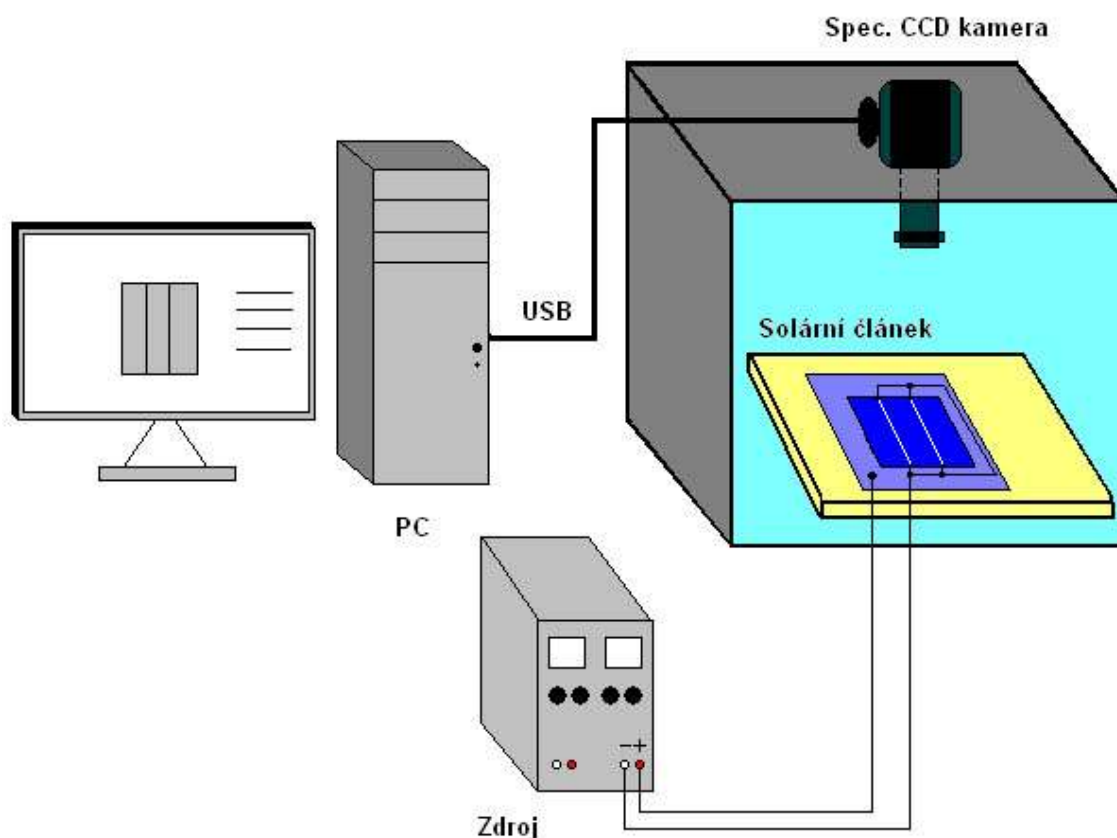 Spec. CCD kamera
USB
Solární článek
PC
−+
Zdroj